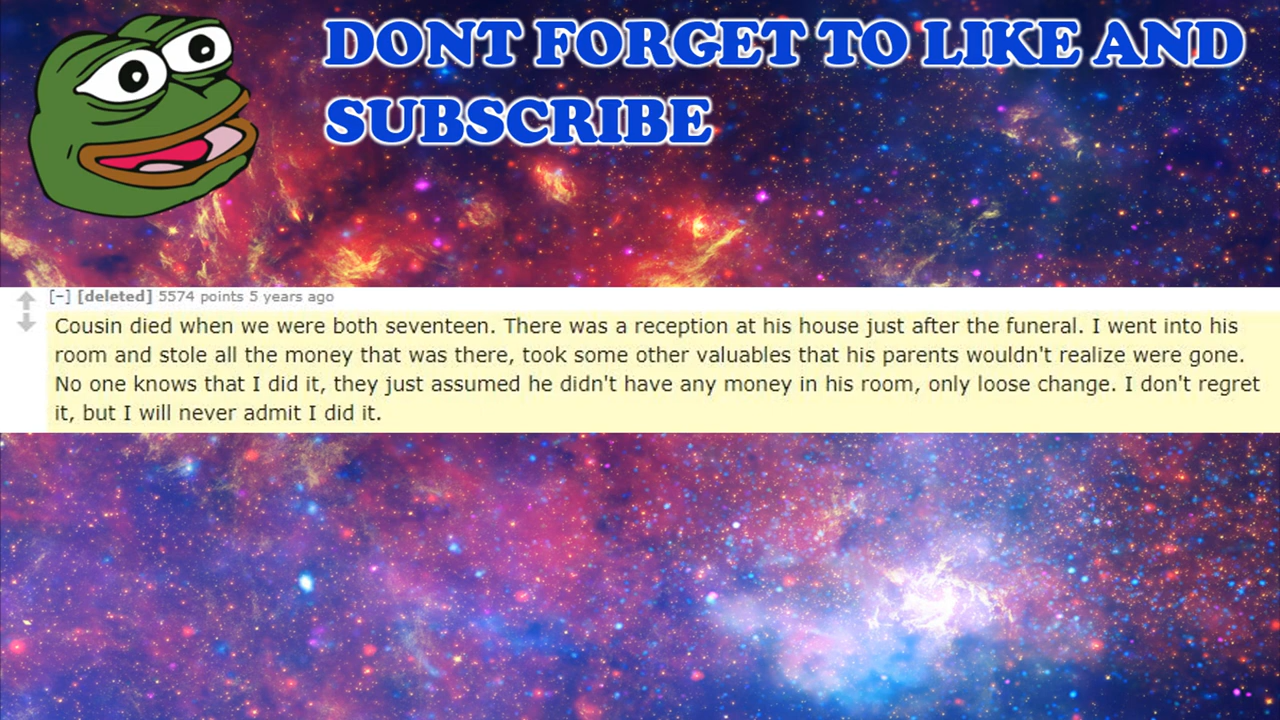 DONT FORGET TO LIKE AND
SUBSCRIBE
[–] [deleted] 5574 points 5 years ago
Cousin died when we were both seventeen. There was a reception at his house just after the funeral. I went into his
room and stole all the money that was there, took some other valuables that his parents wouldn't realize were gone.
No one knows that I did it, they just assumed he didn't have any money in his room, only loose change. I don't regret
it, but I will never admit I did it.